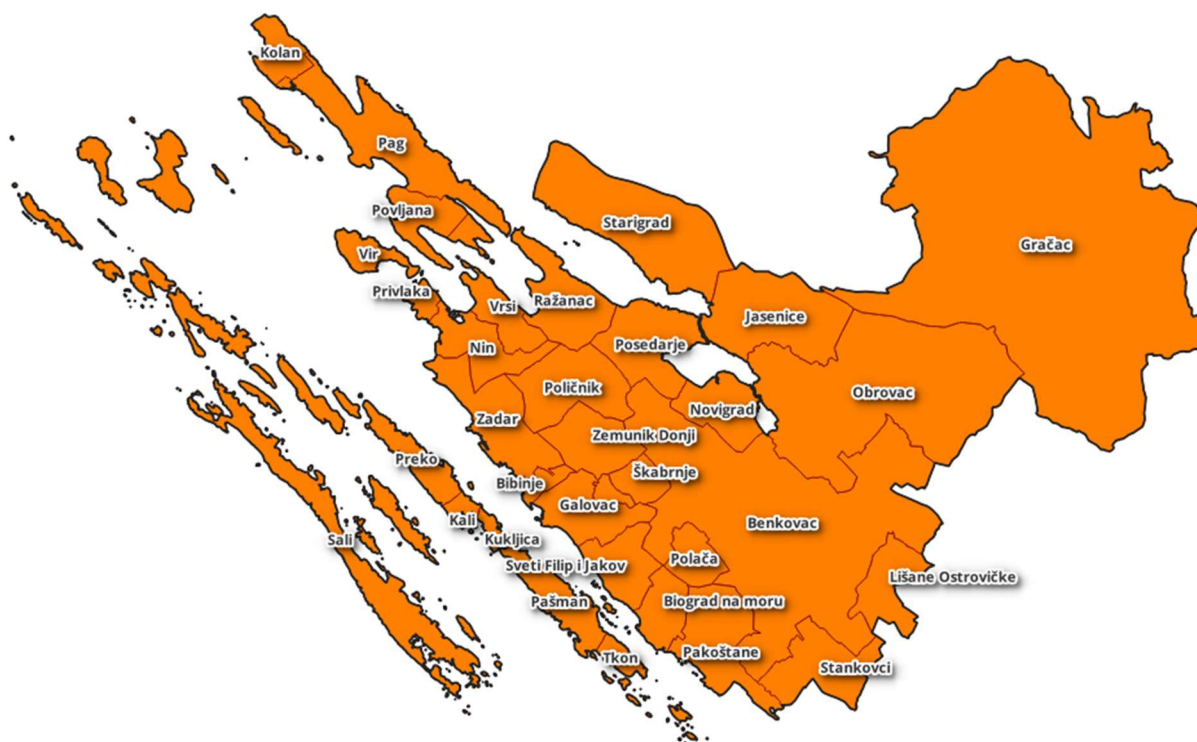 Kolan
Pag
Povljana
Starigrad
Gračac
Vir
Privlaka
Vrsi
Ražanac
Jasenice
Nin
Posedarje
Poličnik
Obrovac
Zadar
Novigrad
Zemunik Donji
Preko
Bibinje
Škabrnje
Galovac
Kali
Benkovac
Sali
Kukljica
Sveti Filip i Jakov
Polača
Lišane Ostrovičke
Pašman
Biograd na moru
Tkon
Pakoštane
Stankovci